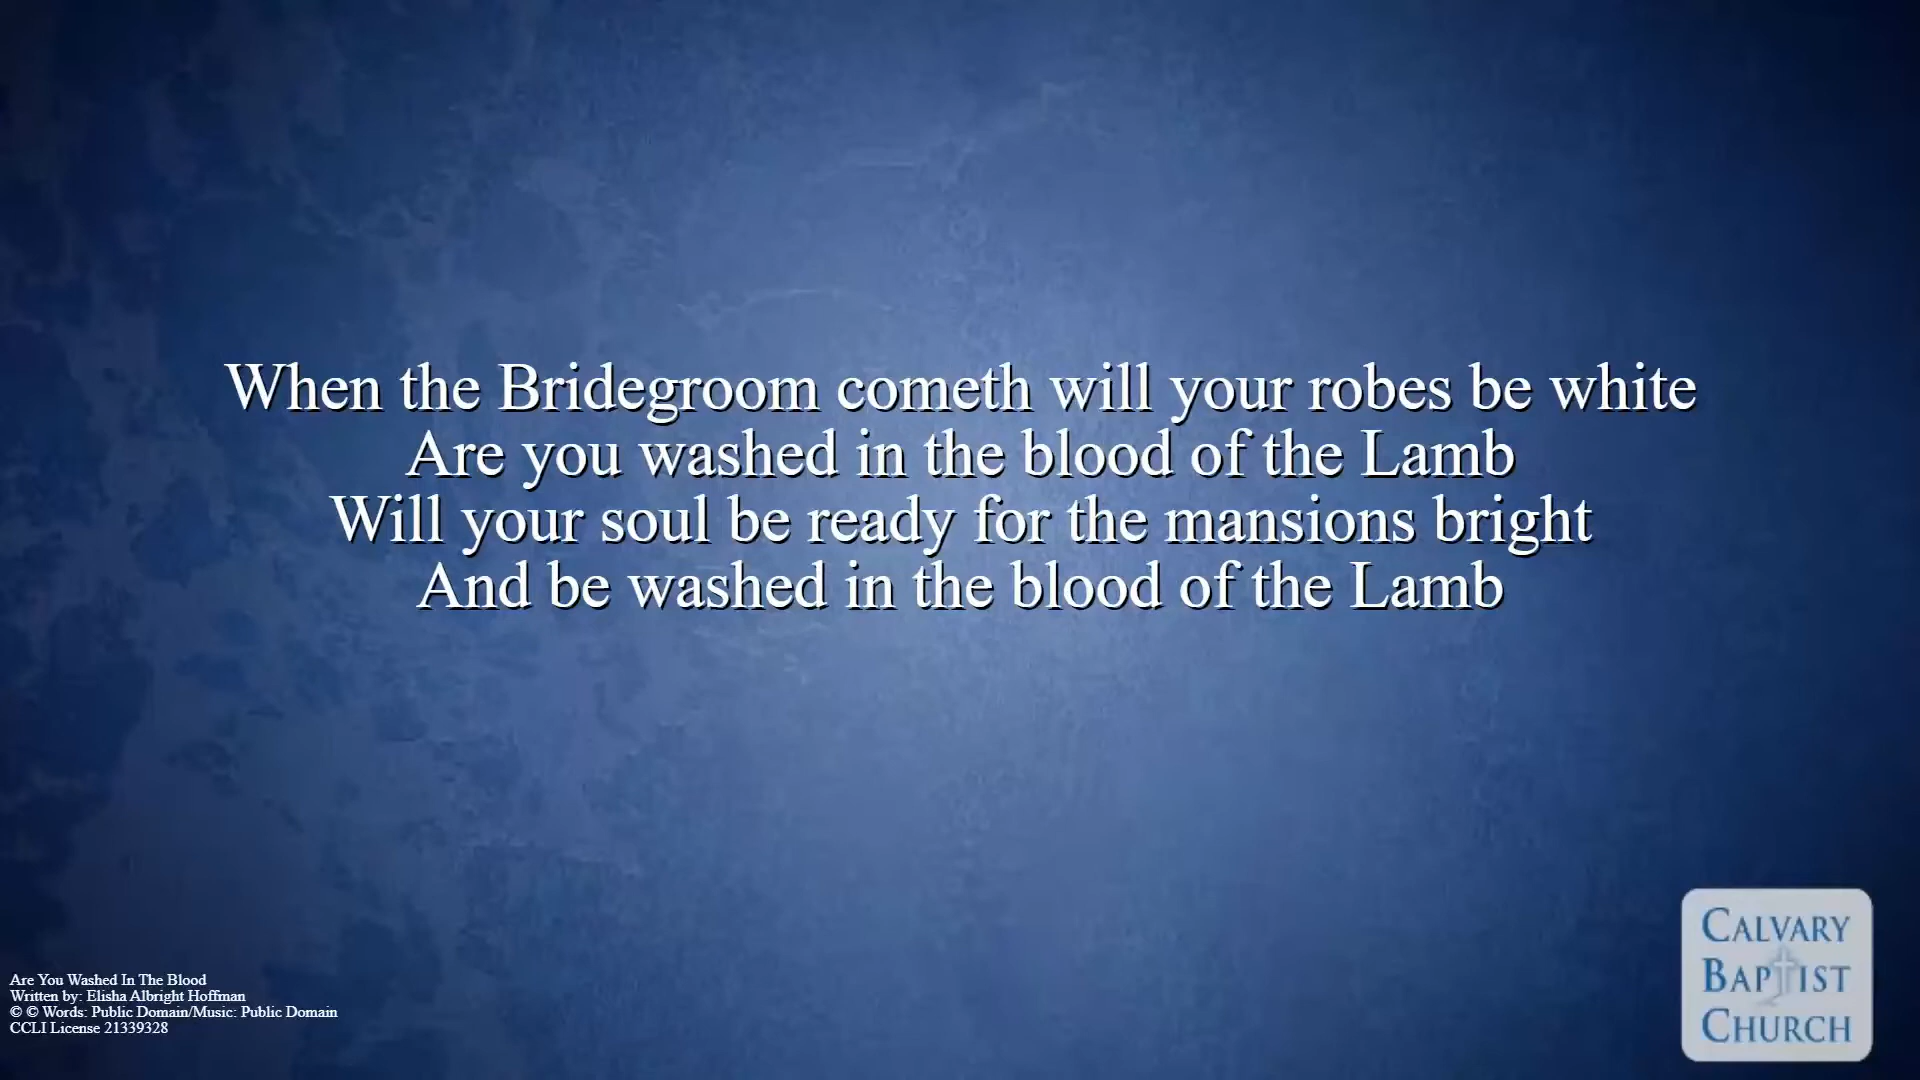 When the Bridegroom cometh will your robes be white
Are you washed in the blood of the Lamb
Will your soul be ready for the mansions bright
And be washed in the blood of the Lamb
Are You Washed In The Blood
Written by: Elisha Albright Hoffman
© © Words: Public Domain/Music: Public Domain
CCLI License 21339328
CALVARY
BAPTIST
CHURCH